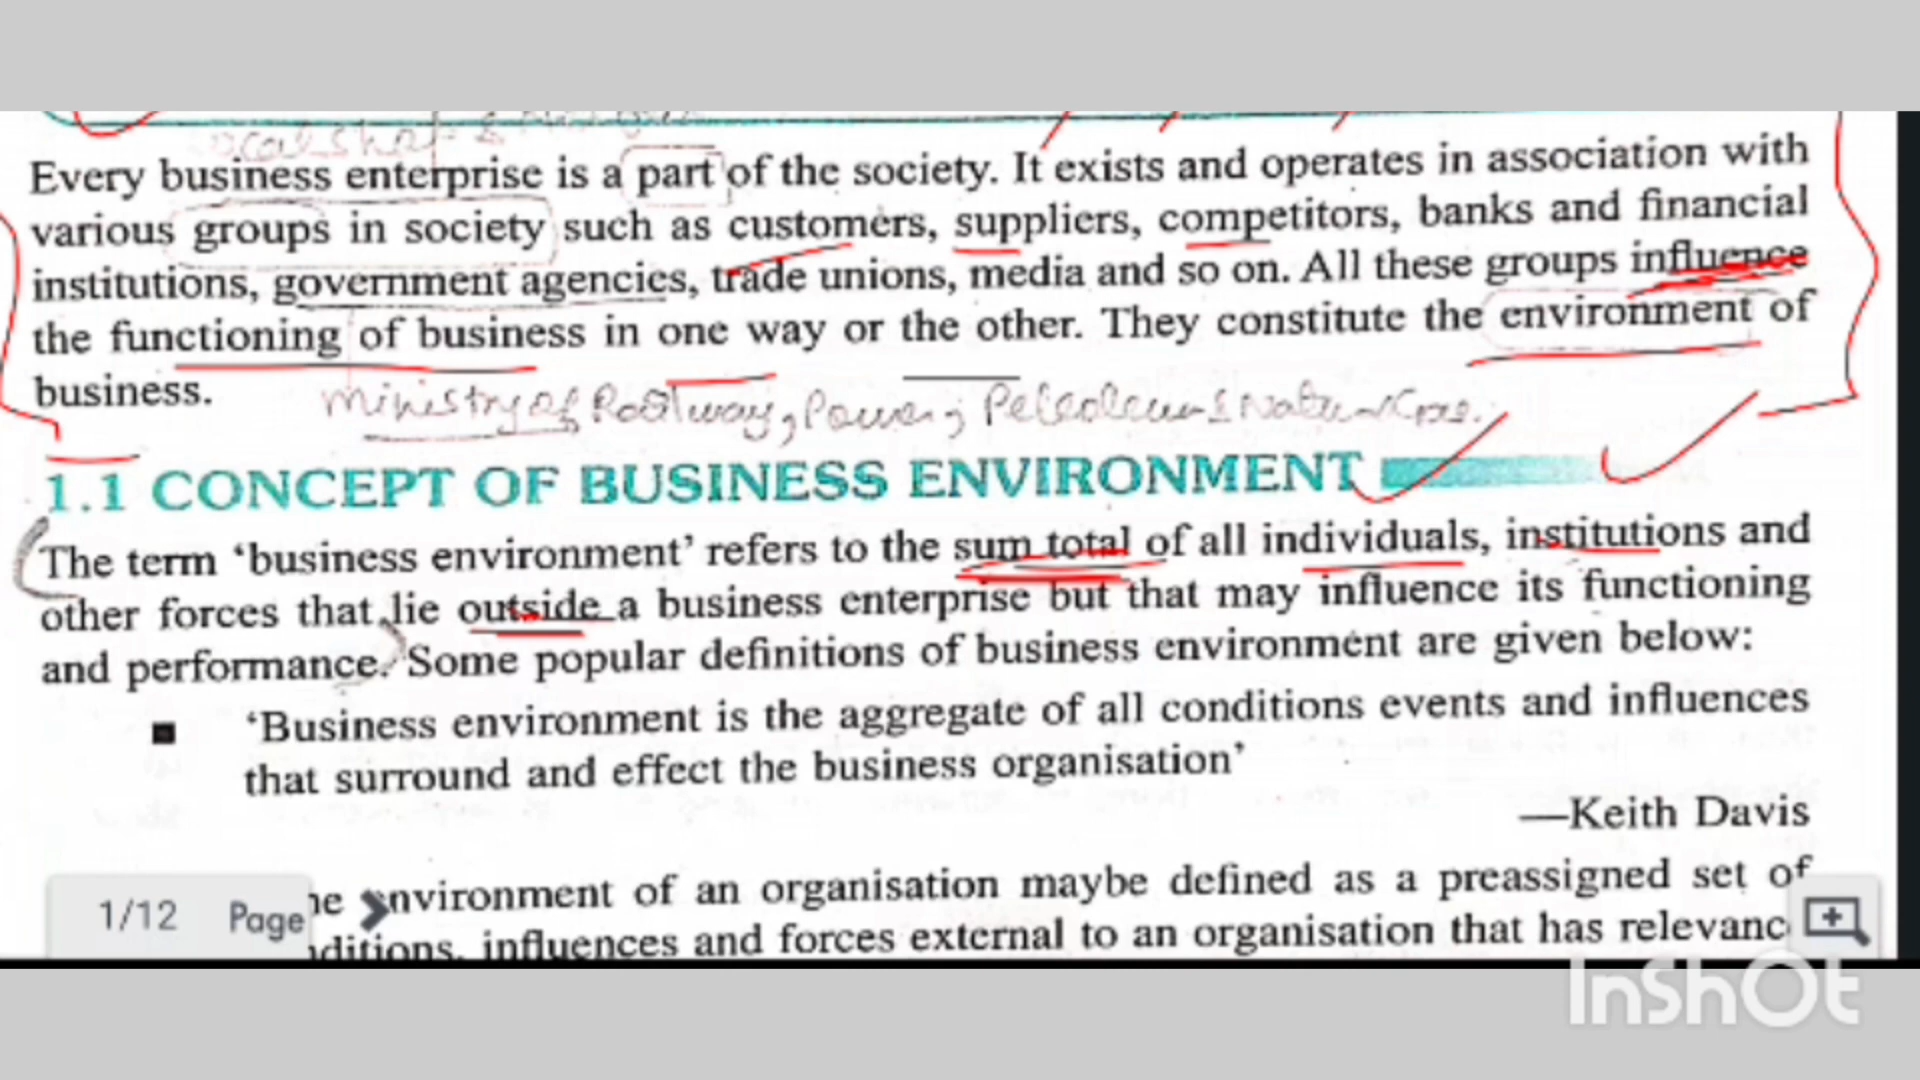 Every business enterprise is a part of the society. It exists and operates in association with
various groups in society such as customers, suppliers, competitors, banks and financial
institutions, government agencies, trade unions, media and so on. All these groups influence
the functioning of business in one way or the other. They constitute the environment of
business.
Ministry of Railway, Power,
1.1 CONCEPT OF BUSINESS ENVIRONMENT
The term ‘business environment’ refers to the sum total of all individuals, institutions and
other forces that lie outside a business enterprise but that may influence its functioning
and performance. Some popular definitions of business environment are given below:
■ ‘Business environment is the aggregate of all conditions events and influences
that surround and effect the business organisation’
—Keith Davis
environment of an organisation maybe defined as a preassigned set of
influences and forces external to an organisation that has
1/12 Page
InShOt